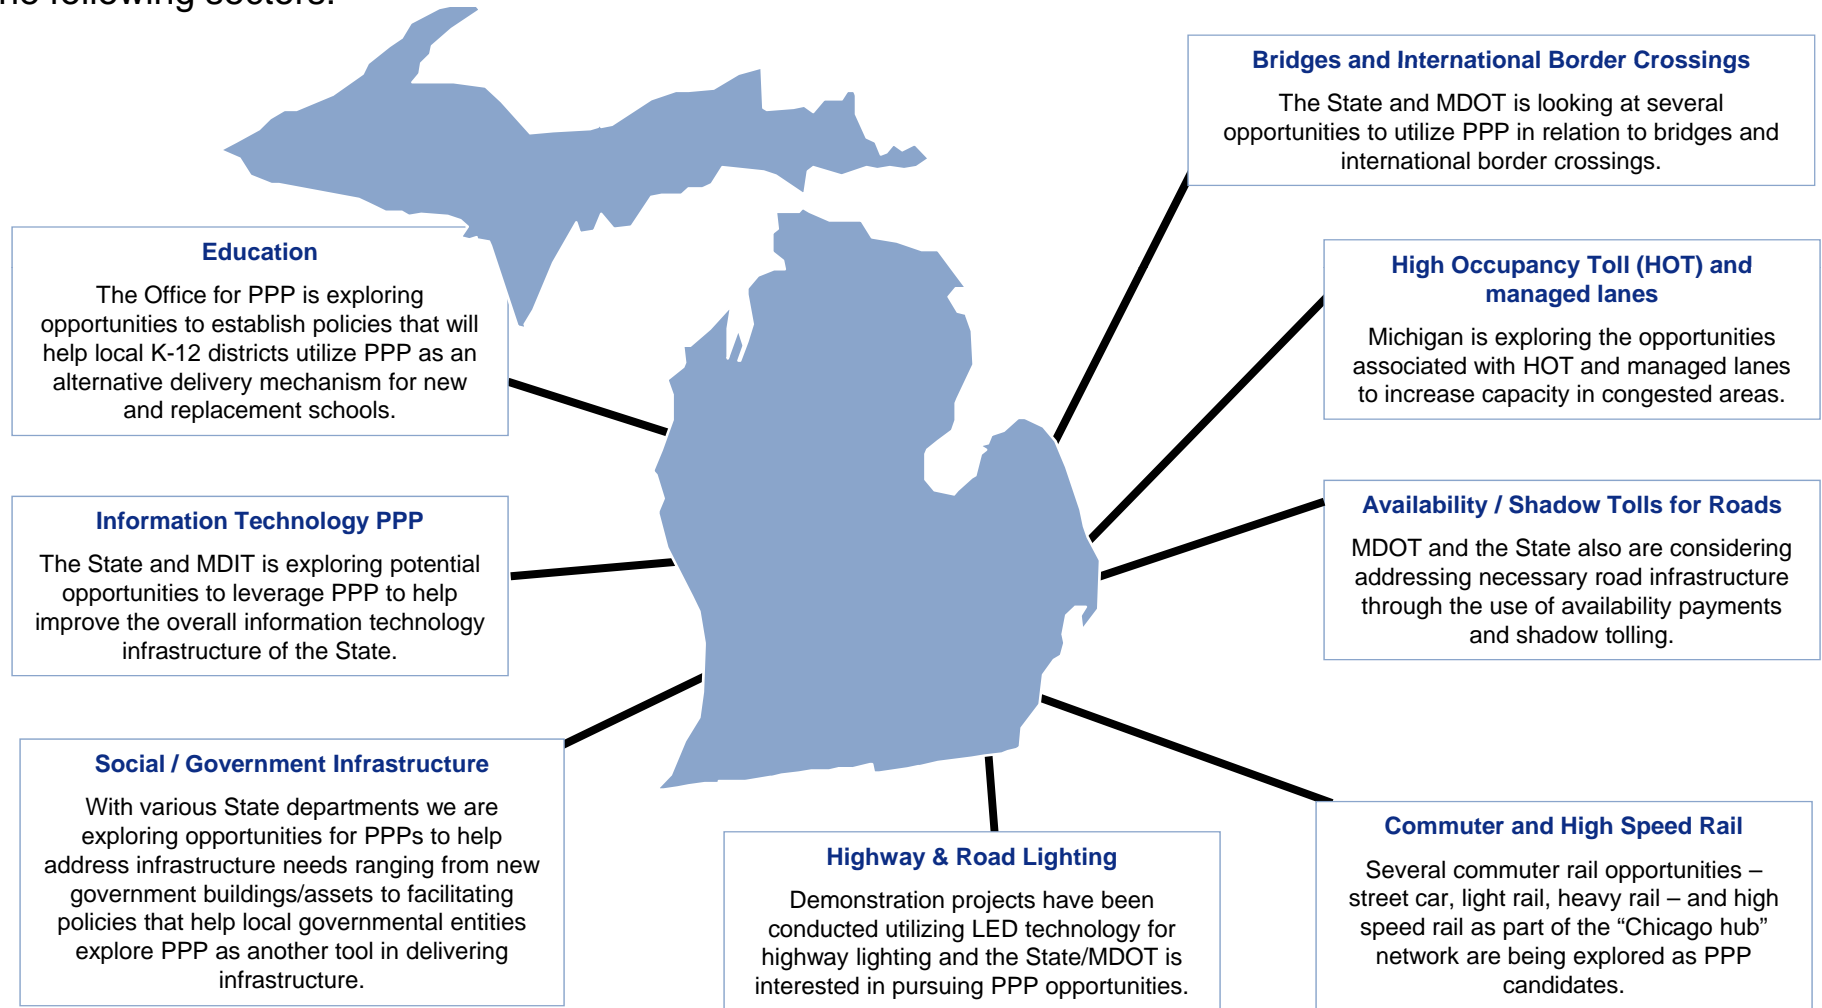 following sectors:
Bridges and International Border Crossings
The State and MDOT is looking at several
opportunities to utilize PPP in relation to bridges and
international border crossings.
Education
The Office for PPP is exploring
opportunities to establish policies that will
help local K-12 districts utilize PPP as an
alternative delivery mechanism for new
and replacement schools.
High Occupancy Toll (HOT) and
managed lanes
Michigan is exploring the opportunities
associated with HOT and managed lanes
to increase capacity in congested areas.
Information Technology PPP
The State and MDIT is exploring potential
opportunities to leverage PPP to help
improve the overall information technology
infrastructure of the State.
Availability / Shadow Tolls for Roads
MDOT and the State also are considering
addressing necessary road infrastructure
through the use of availability payments
and shadow tolling.
Social / Government Infrastructure
With various State departments we are
exploring opportunities for PPPs to help
address infrastructure needs ranging from new
government buildings/assets to facilitating
policies that help local governmental entities
explore PPP as another tool in delivering
infrastructure.
Highway & Road Lighting
Demonstration projects have been
conducted utilizing LED technology for
highway lighting and the State/MDOT is
interested in pursuing PPP opportunities.
Commuter and High Speed Rail
Several commuter rail opportunities –
street car, light rail, heavy rail – and high
speed rail as part of the “Chicago hub”
network are being explored as PPP
candidates.